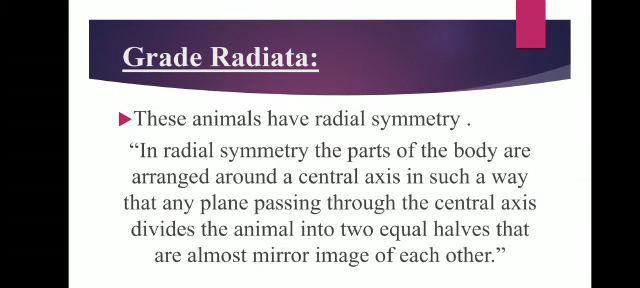 Grade Radiata:
These animals have radial symmetry .
“In radial symmetry the parts of the body are
arranged around a central axis in such a way
that any plane passing through the central axis
divides the animal into two equal halves that
are almost mirror image of each other.”